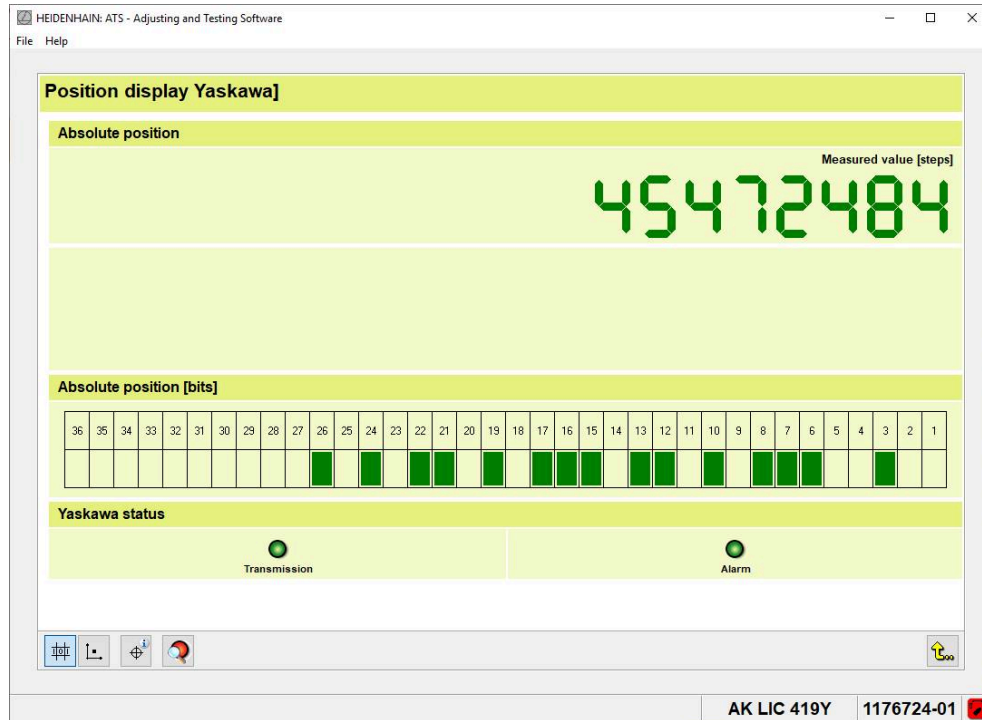 HEIDENHAIN: ATS - Adjusting and Testing Software
File Help
Position display Yaskawa]
Absolute position
Measured value [steps]
45472484
Absolute position [bits]
36 35 34 33 32 31 30 29 28 27 26 25 24 23 22 21 20 19 18 17 16 15 14 13 12 11 10 9 8 7 6 5 4 3 2 1
Yaskawa status
Transmission Alarm
AK LIC 419Y 1176724-01